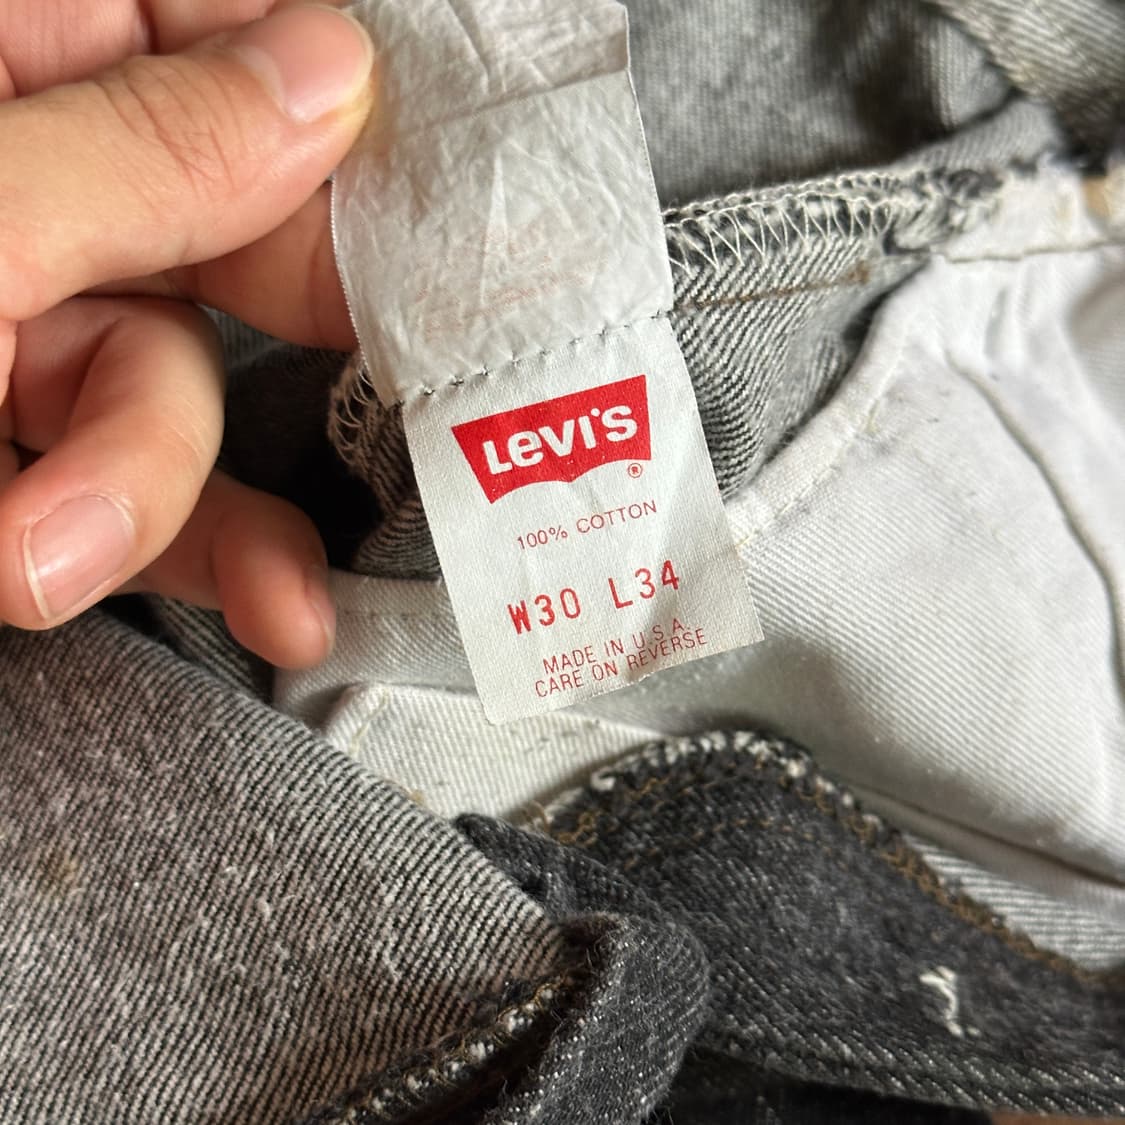 Levi's ®
100% COTTON
W30 L34
MADE IN U.S.A.
CARE ON REVERSE